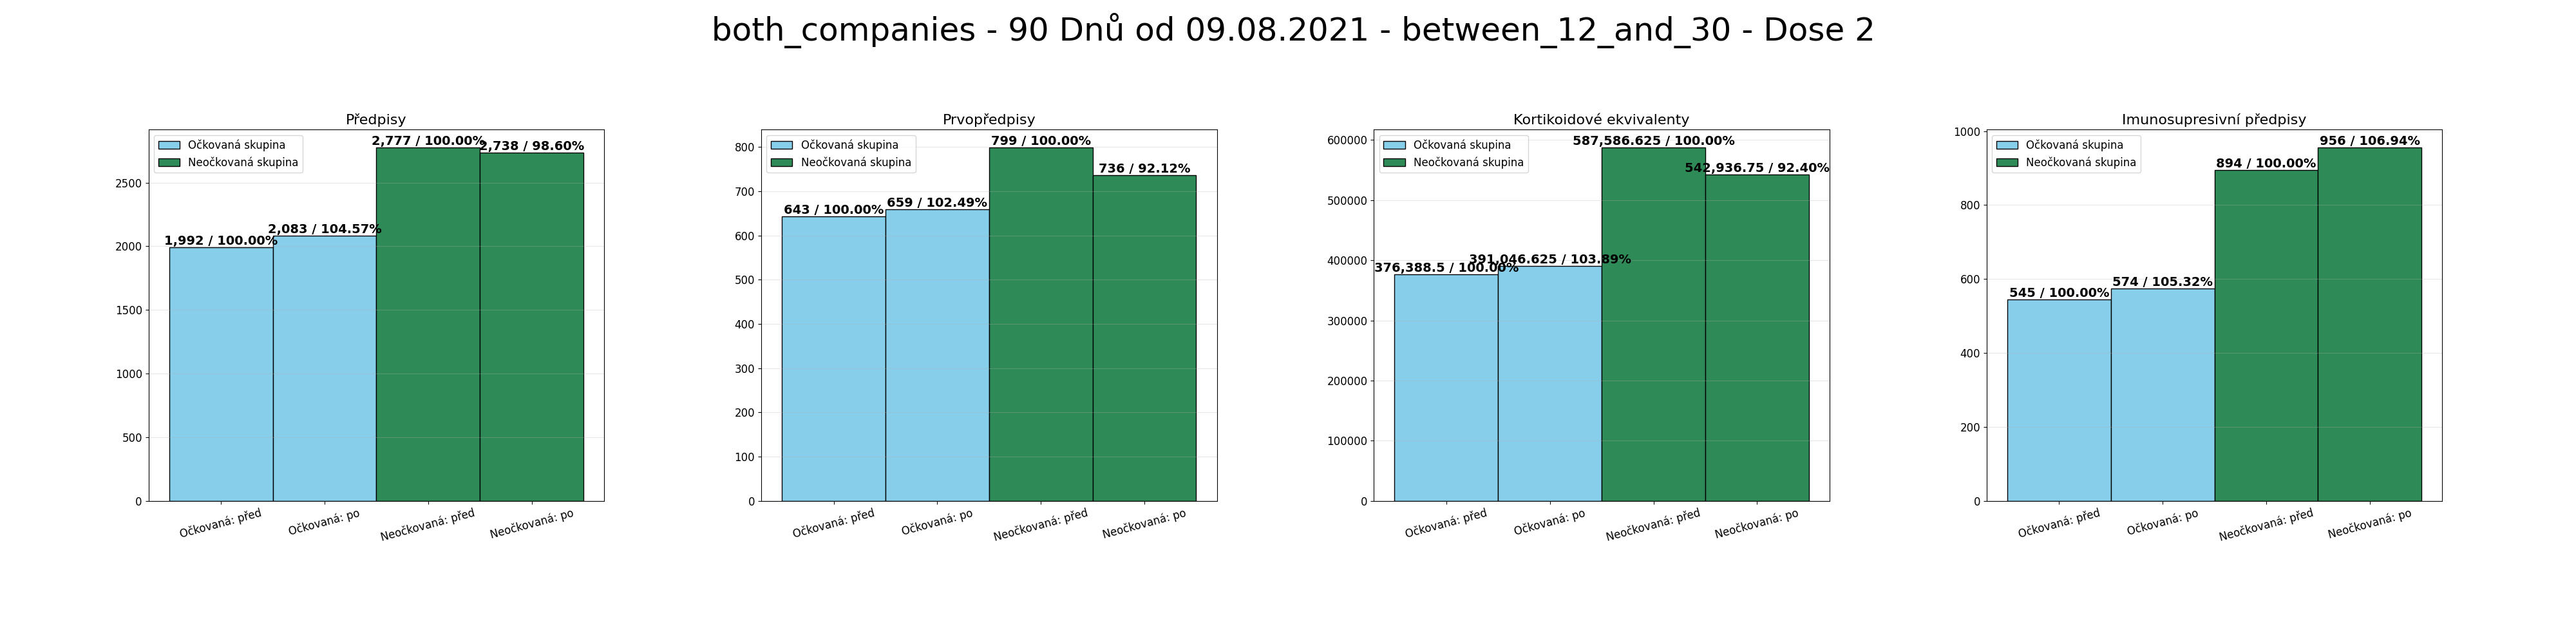 both_companies - 90 Dnů od 09.08.2021 - between_12_and_30 - Dose 2
Předpisy
Očkovaná skupina
Neočkovaná skupina
1,992 / 100.00%
2,083 / 104.57%
2,777 / 100.00%
2,738 / 98.60%
2500
2000
1500
1000
500
0
Očkovaná: před
Očkovaná: po
Neočkovaná: před
Neočkovaná: po
Prvopředpisy
Očkovaná skupina
Neočkovaná skupina
643 / 100.00%
659 / 102.49%
799 / 100.00%
736 / 92.12%
800
700
600
500
400
300
200
100
0
Očkovaná: před
Očkovaná: po
Neočkovaná: před
Neočkovaná: po
Kortikoidové ekvivalenty
Očkovaná skupina
Neočkovaná skupina
376,388.5 / 100.00%
391,046.625 / 103.89%
587,586.625 / 100.00%
542,936.75 / 92.40%
600000
500000
400000
300000
200000
100000
0
Očkovaná: před
Očkovaná: po
Neočkovaná: před
Neočkovaná: po
Imunosupresivní předpisy
Očkovaná skupina
Neočkovaná skupina
545 / 100.00%
574 / 105.32%
894 / 100.00%
956 / 106.94%
1000
800
600
400
200
0
Očkovaná: před
Očkovaná: po
Neočkovaná: před
Neočkovaná: po